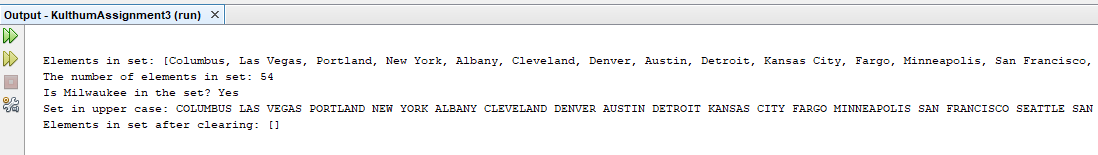 Output - KulthumAssignment3 (run)
Elements in set: [Columbus, Las Vegas, Portland, New York, Albany, Cleveland, Denver, Austin, Detroit, Kansas City, Fargo, Minneapolis, San Francisco,
The number of elements in set: 54
Is Milwaukee in the set? Yes
Set in upper case: COLUMBUS LAS VEGAS PORTLAND NEW YORK ALBANY CLEVELAND DENVER AUSTIN DETROIT KANSAS CITY FARGO MINNEAPOLIS SAN FRANCISCO SEATTLE SAN
Elements in set after clearing: []